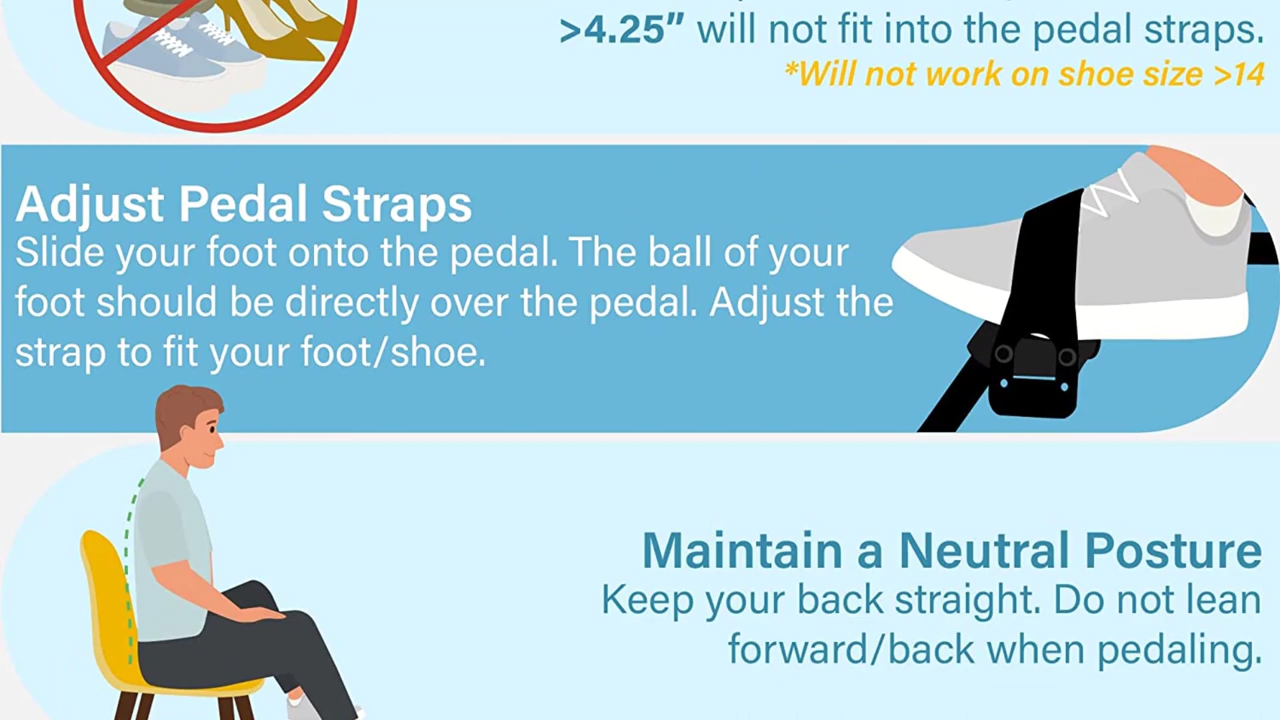 >4.25” will not fit into the pedal straps.
*Will not work on shoe size >14
Adjust Pedal Straps
Slide your foot onto the pedal. The ball of your
foot should be directly over the pedal. Adjust the
strap to fit your foot/shoe.
Maintain a Neutral Posture
Keep your back straight. Do not lean
forward/back when pedaling.